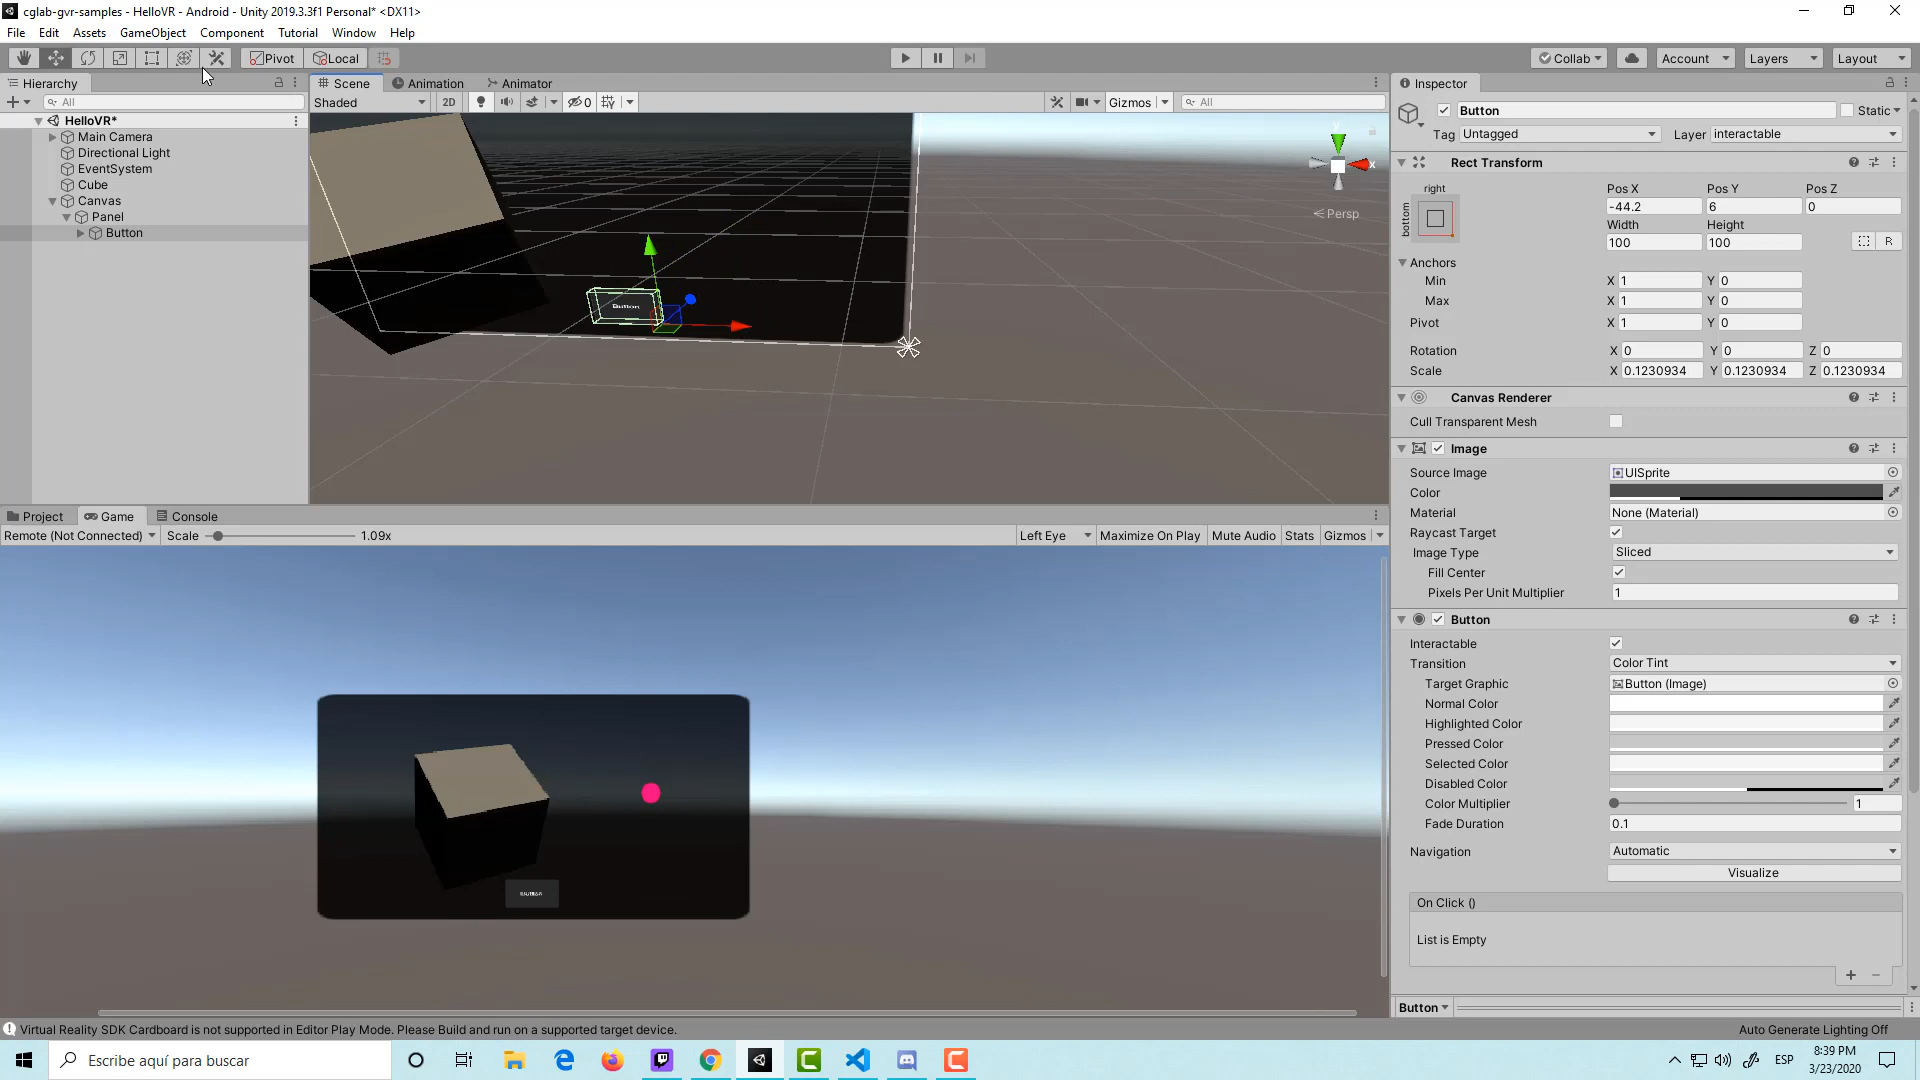 cglab-gvr-samples - HelloVR - Android - Unity 2019.3.3f1 Personal* <DX11>
File Edit Assets GameObject Component Tutorial Window Help
Pivot Local Collab Account Layers Layout
Hierarchy
All
HelloVR*
Main Camera
Directional Light
EventSystem
Cube
Canvas
Panel
Button
Scene Animation Animator
Shaded 2D 0 Gizmos All
y
x
Persp
Button
Project Game Console
Remote (Not Connected) Scale 1.09x Left Eye Maximize On Play Mute Audio Stats Gizmos
Inspector
Button Static
Tag Untagged Layer interactable
Rect Transform
right
bottom
Pos X Pos Y Pos Z
-44.2 6 0
Width Height
100 100 R
Anchors
Min X 1 Y 0
Max X 1 Y 0
Pivot X 1 Y 0
Rotation X 0 Y 0 Z 0
Scale X 0.1230934 Y 0.1230934 Z 0.1230934
Canvas Renderer
Cull Transparent Mesh
Image
Source Image UISprite
Color
Material None (Material)
Raycast Target
Image Type Sliced
Fill Center
Pixels Per Unit Multiplier 1
Button
Interactable
Transition Color Tint
Target Graphic Button (Image)
Normal Color
Highlighted Color
Pressed Color
Selected Color
Disabled Color
Color Multiplier 1
Fade Duration 0.1
Navigation Automatic
Visualize
On Click ()
List is Empty
Button
Virtual Reality SDK Cardboard is not supported in Editor Play Mode. Please Build and run on a supported target device.
Auto Generate Lighting Off
Escribe aquí para buscar
ESP
8:39 PM
3/23/2020